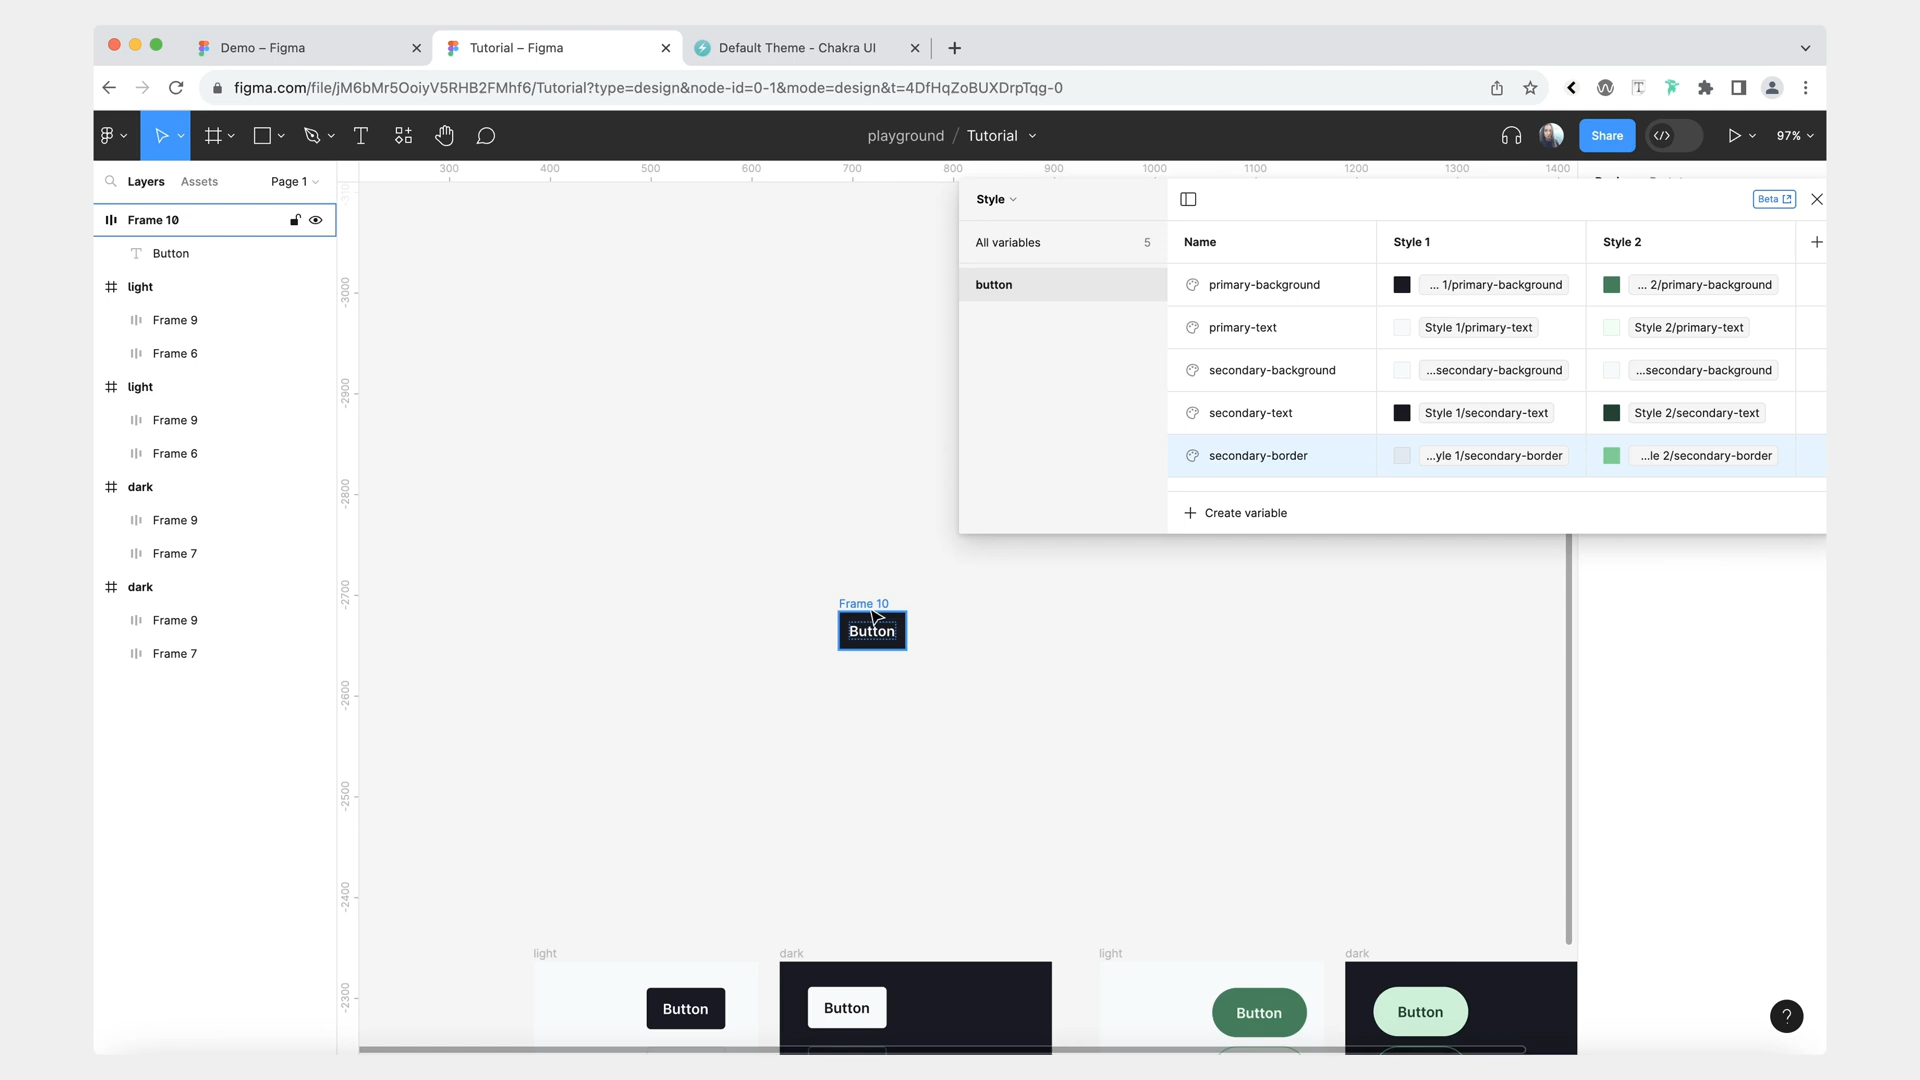 Demo – Figma
Tutorial – Figma
Default Theme - Chakra UI
figma.com/file/jM6bMr5OoiyV5RHB2FMhf6/Tutorial?type=design&node-id=0-1&mode=design&t=4DfHqZoBUXDrpTqg-0
playground / Tutorial
Share
97%
Layers
Assets
Page 1
300 400 500 600 700 800 900 1000 1100 1200 1300 1400
Frame 10
Button
light
Frame 9
Frame 6
light
Frame 9
Frame 6
dark
Frame 9
Frame 7
dark
Frame 9
Frame 7
-3000
-2900
-2800
-2700
-2600
-2500
-2400
-2300
Style
Beta
All variables 5
button
Name Style 1 Style 2
primary-background ... 1/primary-background ... 2/primary-background
primary-text Style 1/primary-text Style 2/primary-text
secondary-background ...secondary-background ...secondary-background
secondary-text Style 1/secondary-text Style 2/secondary-text
secondary-border ...yle 1/secondary-border ...le 2/secondary-border
Create variable
Frame 10
Button
light
dark
light
dark
Button
Button
Button
Button
?